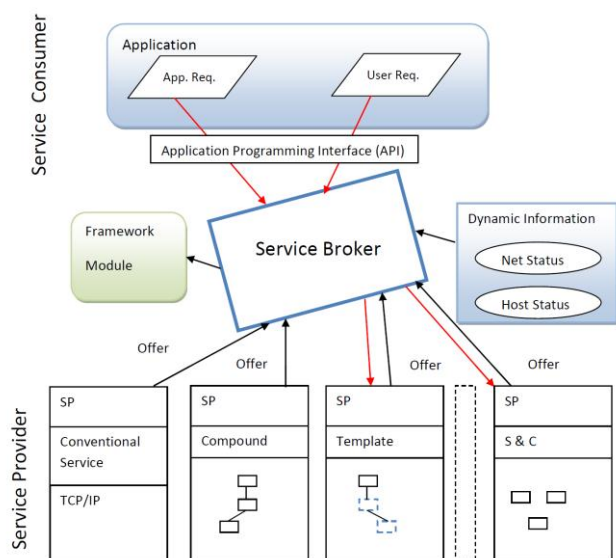 Service Consumer
Application
App. Req.
User Req.
Application Programming Interface (API)
Framework
Module
Service Broker
Dynamic Information
Net Status
Host Status
Offer
Offer
Offer
Offer
Service Provider
SP
Conventional
Service
TCP/IP
SP
Compound
SP
Template
SP
S & C